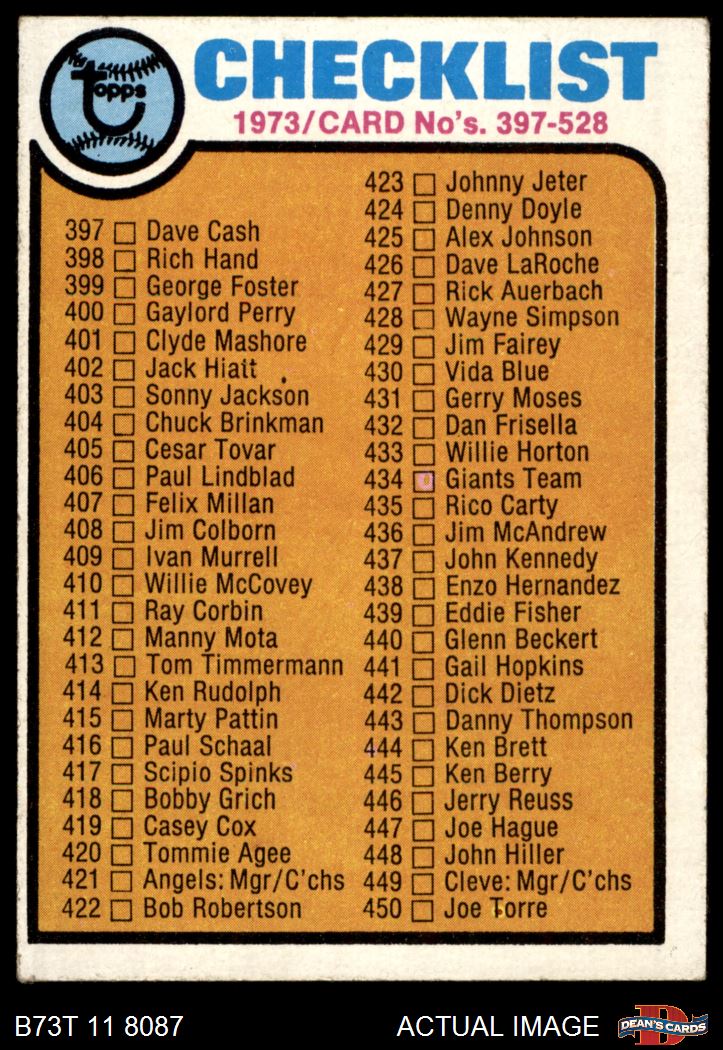 topps
CHECKLIST
1973/CARD No's. 397-528
397 Dave Cash
398 Rich Hand
399 George Foster
400 Gaylord Perry
401 Clyde Mashore
402 Jack Hiatt
403 Sonny Jackson
404 Chuck Brinkman
405 Cesar Tovar
406 Paul Lindblad
407 Felix Millan
408 Jim Colborn
409 Ivan Murrell
410 Willie McCovey
411 Ray Corbin
412 Manny Mota
413 Tom Timmermann
414 Ken Rudolph
415 Marty Pattin
416 Paul Schaal
417 Scipio Spinks
418 Bobby Grich
419 Casey Cox
420 Tommie Agee
421 Angels: Mgr/C'chs
422 Bob Robertson
423 Johnny Jeter
424 Denny Doyle
425 Alex Johnson
426 Dave LaRoche
427 Rick Auerbach
428 Wayne Simpson
429 Jim Fairey
430 Vida Blue
431 Gerry Moses
432 Dan Frisella
433 Willie Horton
434 Giants Team
435 Rico Carty
436 Jim McAndrew
437 John Kennedy
438 Enzo Hernandez
439 Eddie Fisher
440 Glenn Beckert
441 Gail Hopkins
442 Dick Dietz
443 Danny Thompson
444 Ken Brett
445 Ken Berry
446 Jerry Reuss
447 Joe Hague
448 John Hiller
449 Cleve: Mgr/C'chs
450 Joe Torre
B73T 11 8087
ACTUAL IMAGE
D
DEAN'S CARDS